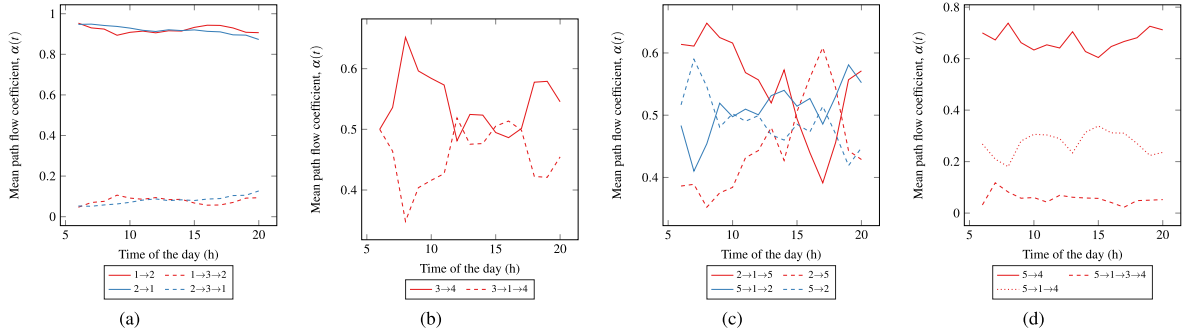 Mean path flow coefficient, α(t)
1
0.8
0.6
0.4
0.2
0
5 10 15 20
Time of the day (h)
1→2 1→3→2
2→1 2→3→1
(a)
Mean path flow coefficient, α(t)
0.6
0.5
0.4
5 10 15 20
Time of the day (h)
3→4 3→1→4
(b)
Mean path flow coefficient, α(t)
0.6
0.5
0.4
5 10 15 20
Time of the day (h)
2→1→5 2→5
5→1→2 5→2
(c)
Mean path flow coefficient, α(t)
0.8
0.6
0.4
0.2
0
5 10 15 20
Time of the day (h)
5→4 5→1→3→4
5→1→4
(d)